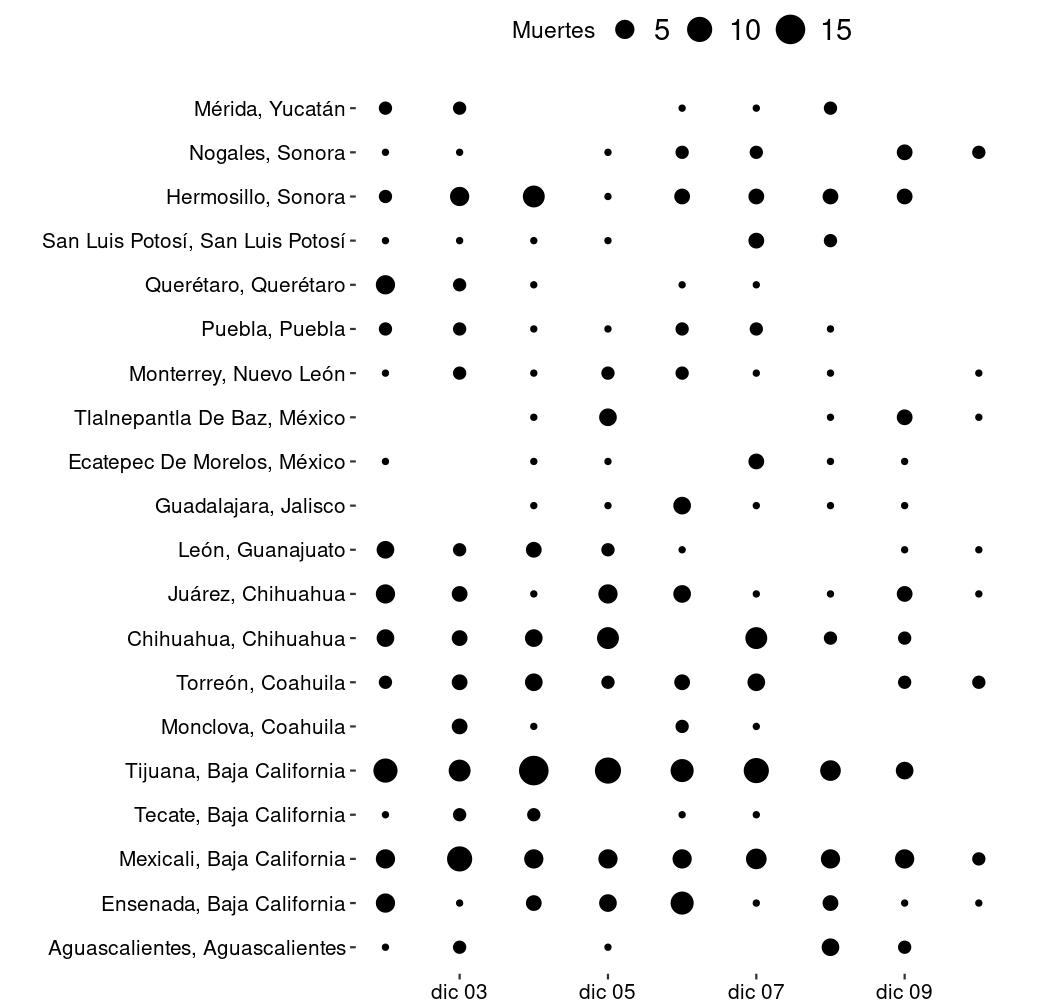 Muertes 5 10 15
Mérida, Yucatán
Nogales, Sonora
Hermosillo, Sonora
San Luis Potosí, San Luis Potosí
Querétaro, Querétaro
Puebla, Puebla
Monterrey, Nuevo León
Tlalnepantla De Baz, México
Ecatepec De Morelos, México
Guadalajara, Jalisco
León, Guanajuato
Juárez, Chihuahua
Chihuahua, Chihuahua
Torreón, Coahuila
Monclova, Coahuila
Tijuana, Baja California
Tecate, Baja California
Mexicali, Baja California
Ensenada, Baja California
Aguascalientes, Aguascalientes
dic 03 dic 05 dic 07 dic 09